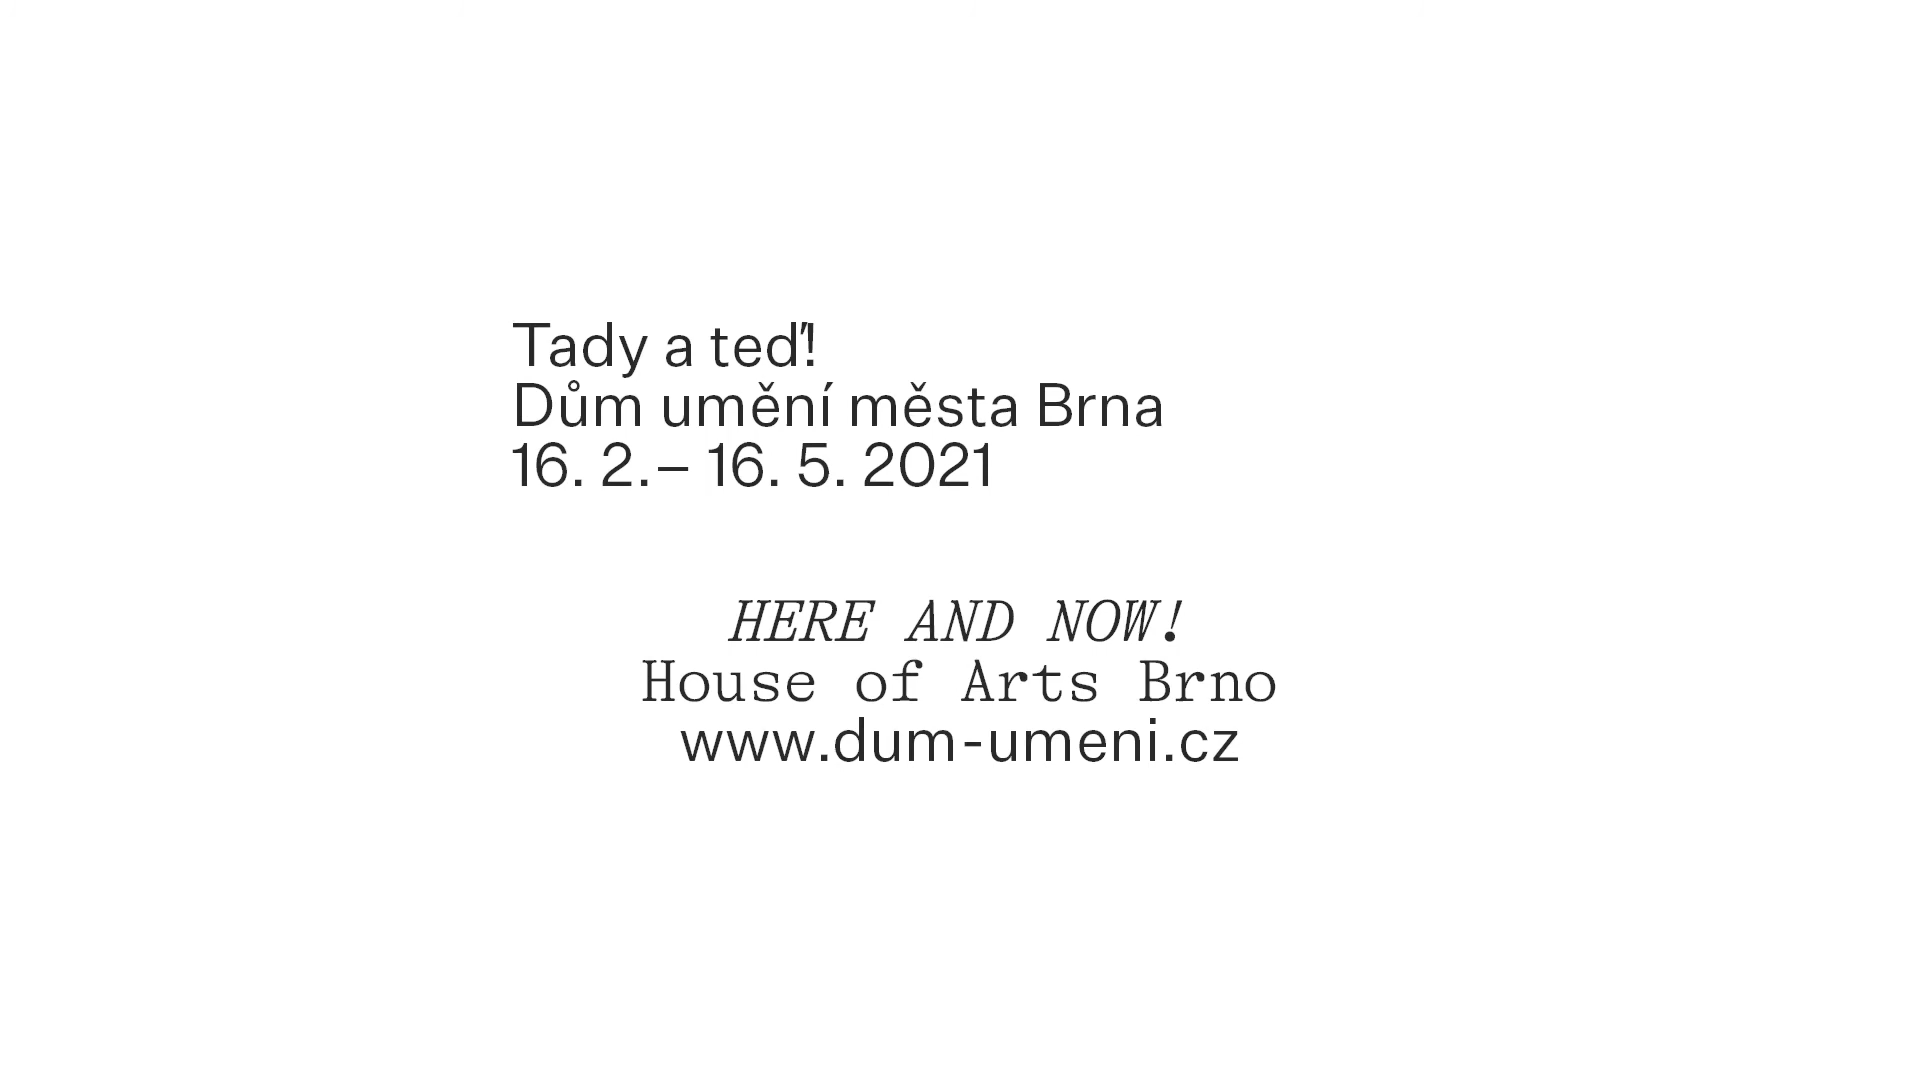 Tady a teď!
Dům umění města Brna
16. 2. – 16. 5. 2021
HERE AND NOW!
House of Arts Brno
www.dum-umeni.cz